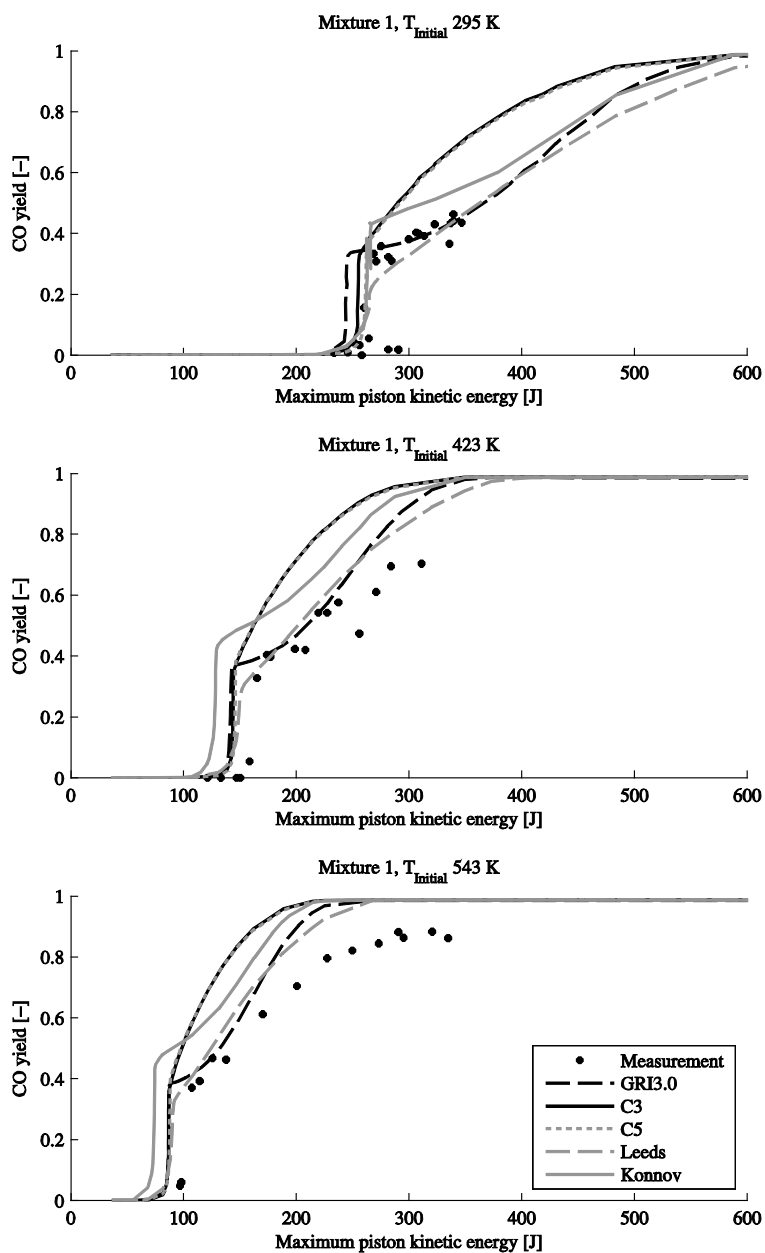 Mixture 1, T_Initial 295 K
1
0.8
0.6
0.4
0.2
0
CO yield [–]
0 100 200 300 400 500 600
Maximum piston kinetic energy [J]
Mixture 1, T_Initial 423 K
1
0.8
0.6
0.4
0.2
0
CO yield [–]
0 100 200 300 400 500 600
Maximum piston kinetic energy [J]
Mixture 1, T_Initial 543 K
1
0.8
0.6
0.4
0.2
0
CO yield [–]
Measurement
GRI3.0
C3
C5
Leeds
Konnov
0 100 200 300 400 500 600
Maximum piston kinetic energy [J]